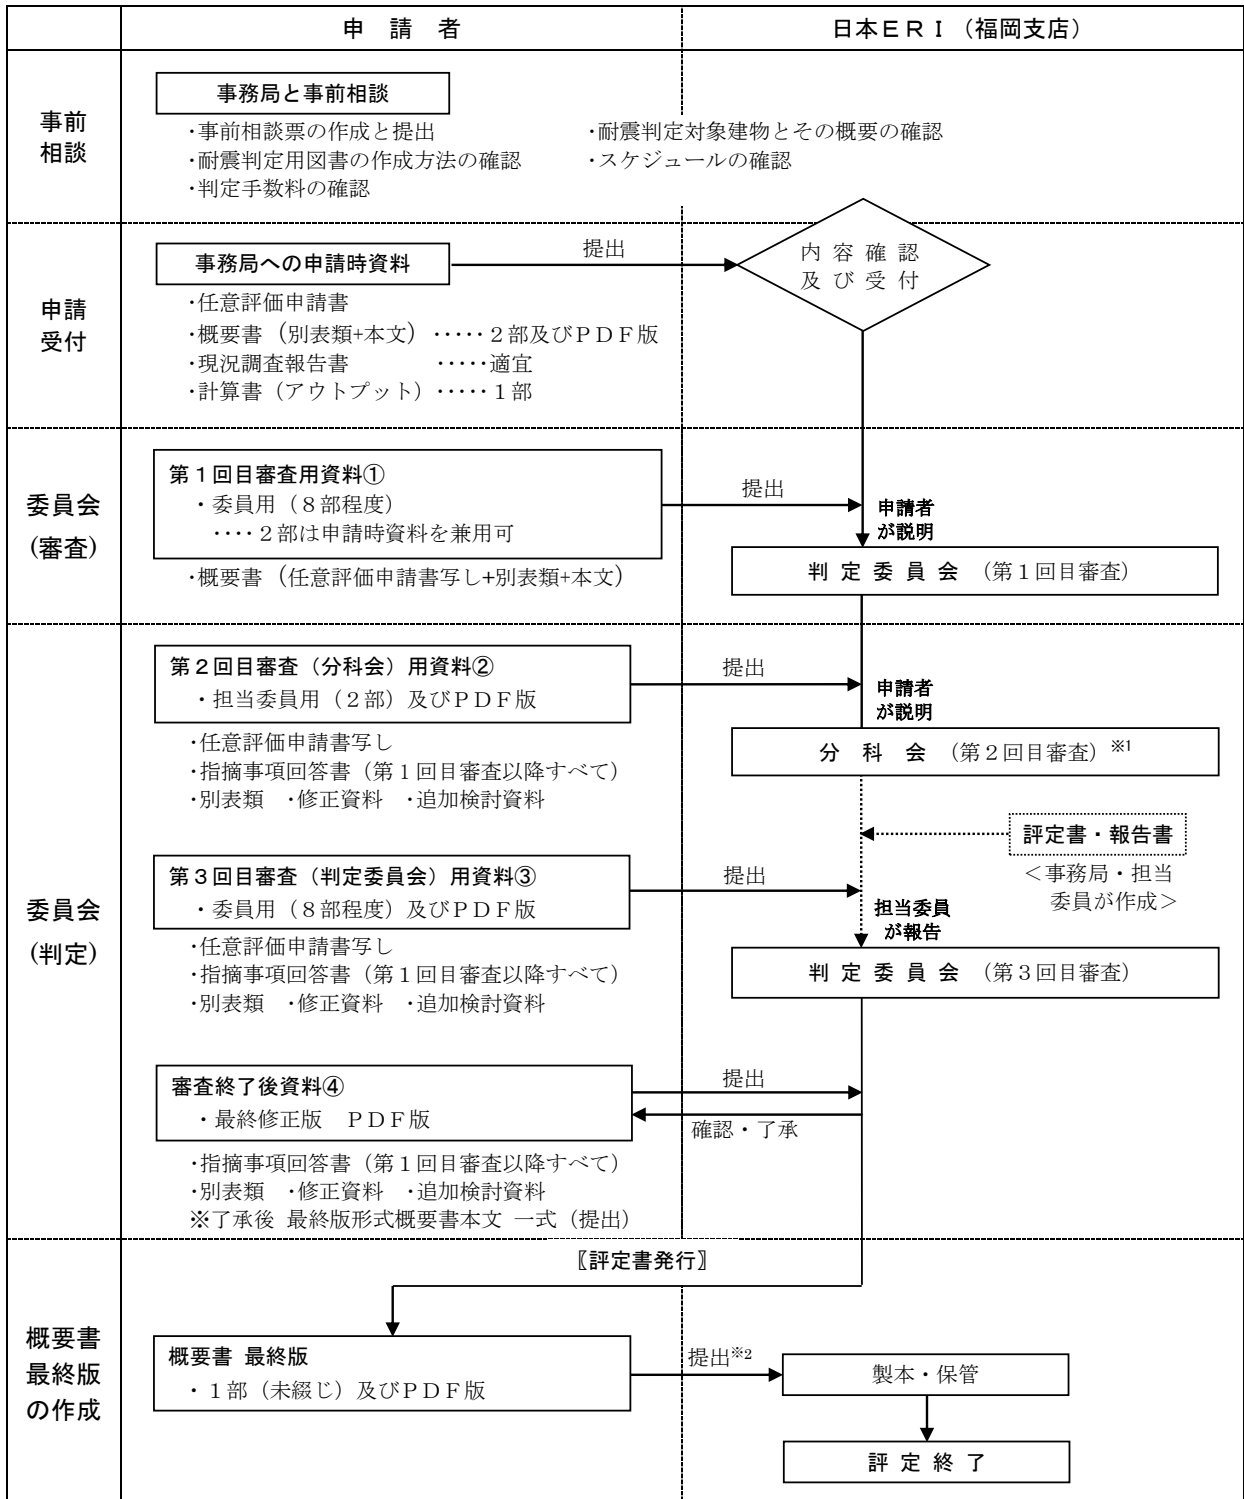 申 請 者
日本ＥＲＩ（福岡支店）
事前
相談
事務局と事前相談
・事前相談票の作成と提出
・耐震判定対象建物とその概要の確認
・耐震判定用図書の作成方法の確認
・スケジュールの確認
・判定手数料の確認
申請
受付
事務局への申請時資料
提出
内 容 確 認
及 び 受 付
・任意評価申請書
・概要書（別表類+本文）・・・・・２部及びＰＤＦ版
・現況調査報告書 ・・・・・適宜
・計算書（アウトプット）・・・・・１部
委員会
(審査)
第１回目審査用資料①
・委員用（８部程度）
・・・・２部は申請時資料を兼用可
・概要書（任意評価申請書写し+別表類+本文）
提出
申請者
が説明
判 定 委 員 会 （第１回目審査）
委員会
(判定)
第２回目審査（分科会）用資料②
・担当委員用（２部）及びＰＤＦ版
提出
申請者
が説明
・任意評価申請書写し
・指摘事項回答書（第１回目審査以降すべて）
・別表類 ・修正資料 ・追加検討資料
分 科 会 （第２回目審査）※1
評定書・報告書
＜事務局・担当
委員が作成＞
第３回目審査（判定委員会）用資料③
・委員用（８部程度）及びＰＤＦ版
提出
担当委員
が報告
・任意評価申請書写し
・指摘事項回答書（第１回目審査以降すべて）
・別表類 ・修正資料 ・追加検討資料
判 定 委 員 会 （第３回目審査）
審査終了後資料④
・最終修正版 ＰＤＦ版
提出
確認・了承
・指摘事項回答書（第１回目審査以降すべて）
・別表類 ・修正資料 ・追加検討資料
※了承後 最終版形式概要書本文 一式（提出）
〖評定書発行〗
概要書
最終版
の作成
概要書 最終版
・１部（未綴じ）及びＰＤＦ版
提出※2
製本・保管
評 定 終 了